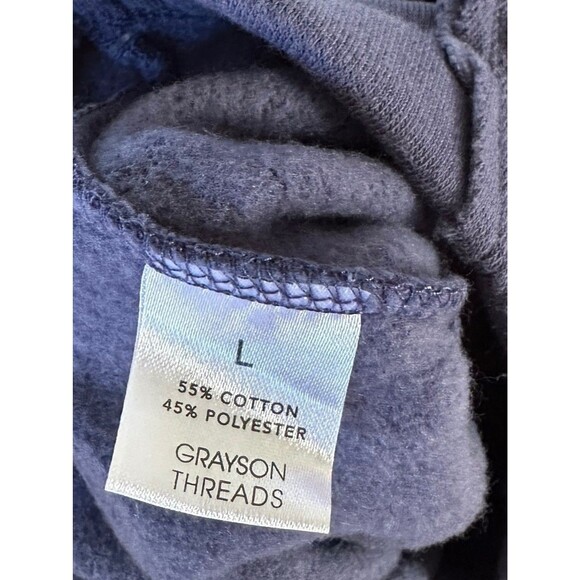 L
55% COTTON
45% POLYESTER
GRAYSON
THREADS